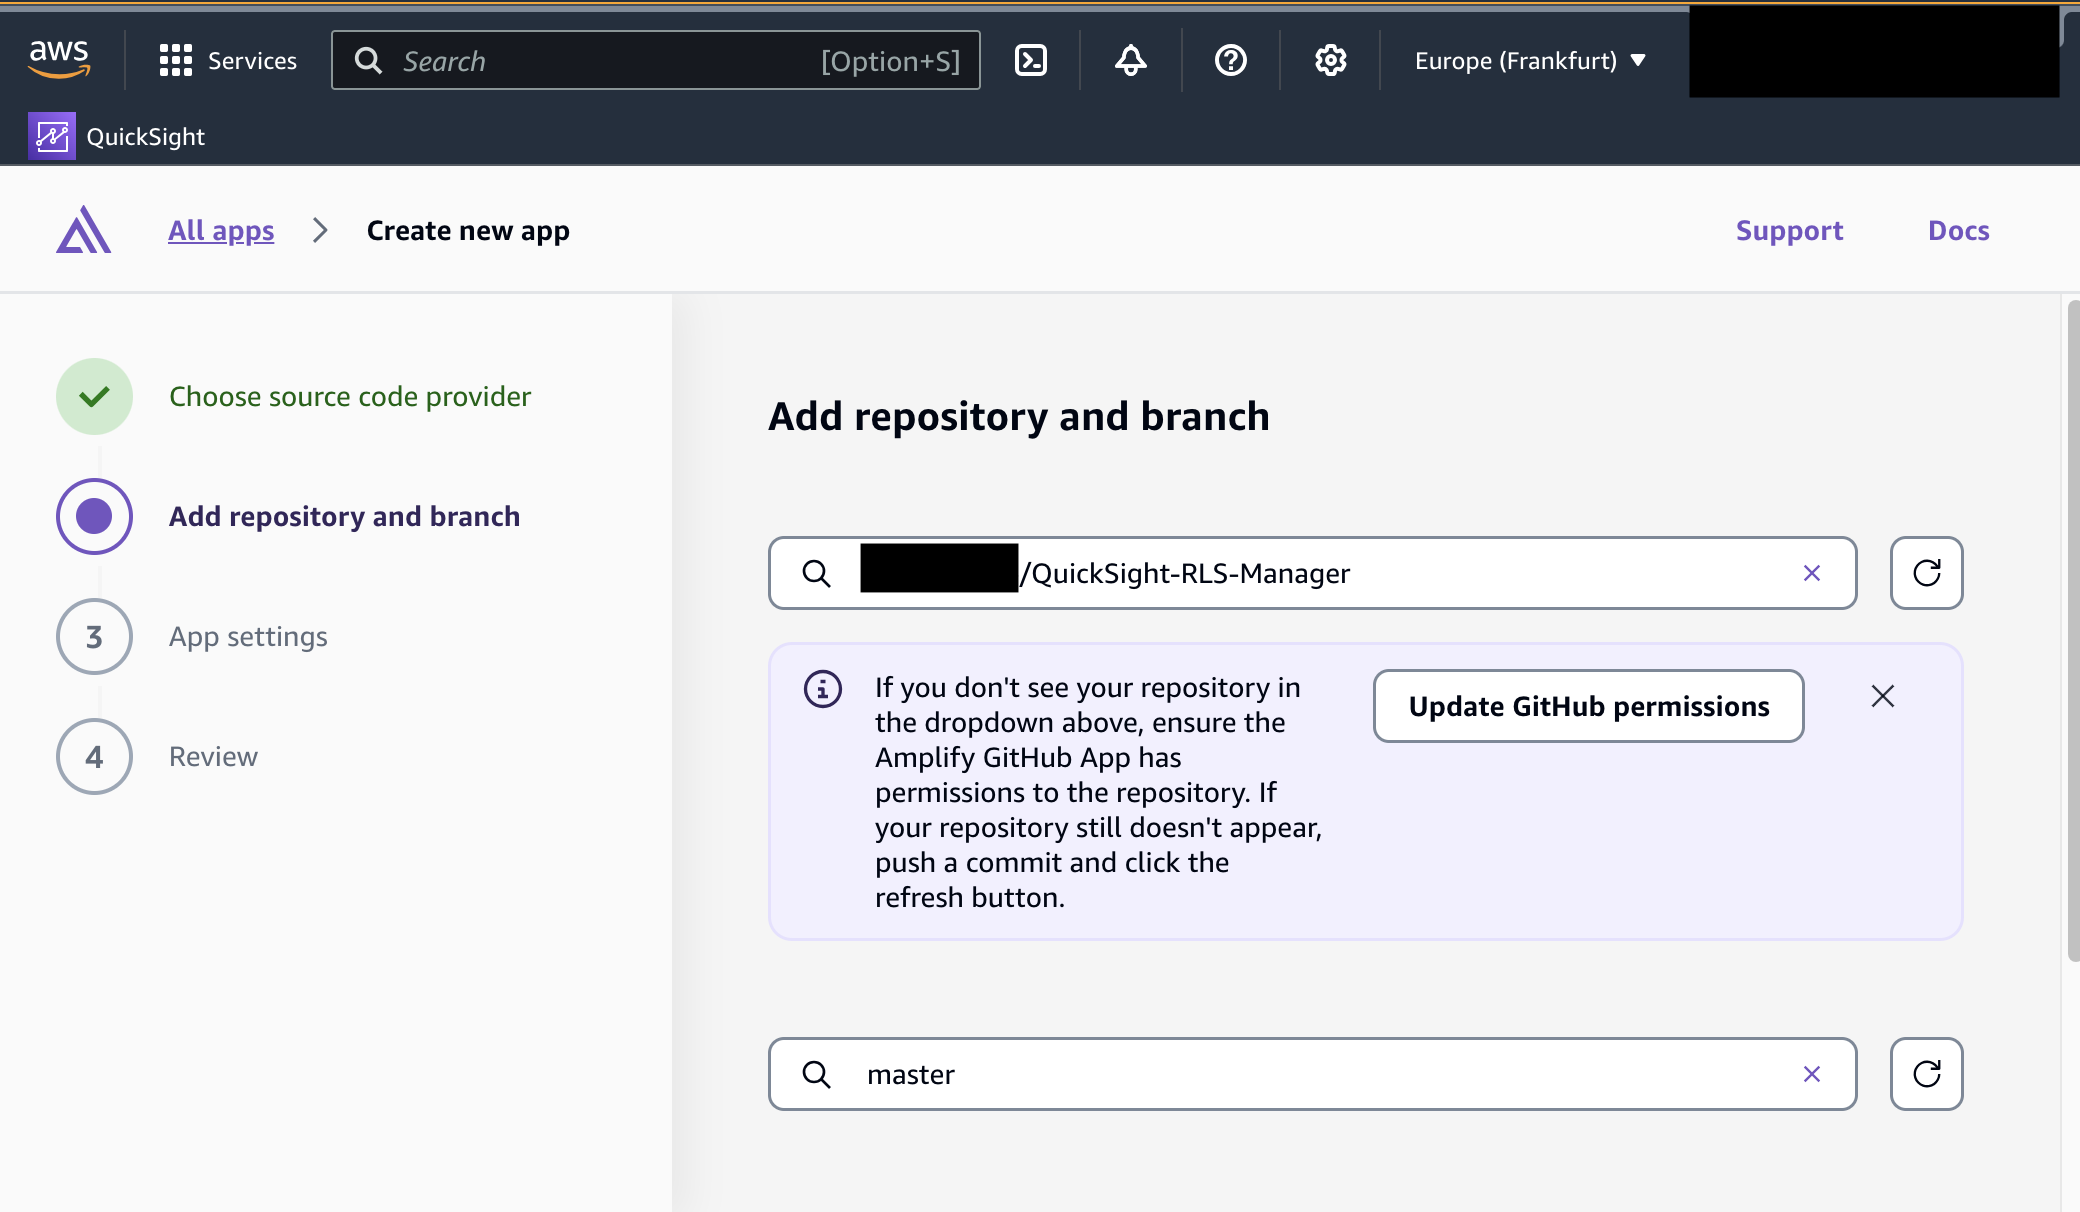 aws
Services
Search
[Option+S]
Europe (Frankfurt)
QuickSight
All apps
Create new app
Support
Docs
Choose source code provider
Add repository and branch
3
App settings
4
Review
Add repository and branch
/QuickSight-RLS-Manager
If you don't see your repository in
the dropdown above, ensure the
Amplify GitHub App has
permissions to the repository. If
your repository still doesn't appear,
push a commit and click the
refresh button.
Update GitHub permissions
master